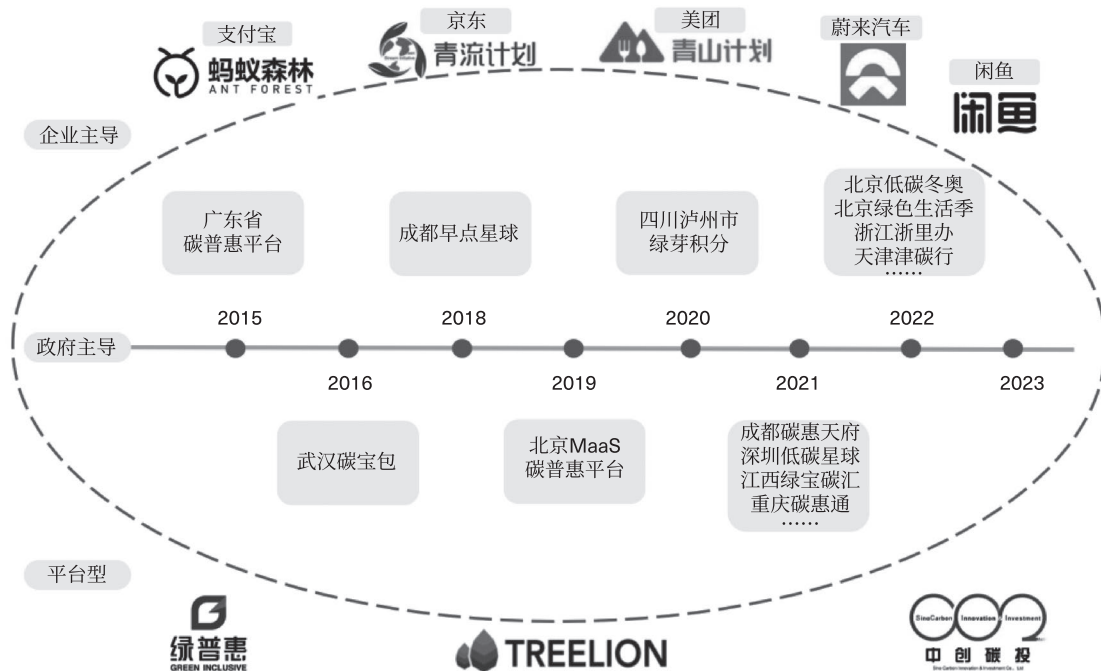 支付宝
蚂蚁森林
ANT FOREST
京东
青流计划
美团
青山计划
蔚来汽车
闲鱼
闲鱼
企业主导
广东省
碳普惠平台
成都早点星球
四川泸州市
绿芽积分
北京低碳冬奥
北京绿色生活季
浙江浙里办
天津津碳行
……
2015
2018
2020
2022
政府主导
2016
2019
2021
2023
武汉碳宝包
北京MaaS
碳普惠平台
成都碳惠天府
深圳低碳星球
江西绿宝碳汇
重庆碳惠通
……
平台型
绿普惠
GREEN INCLUSIVE
TREELION
SinoCarbon Innovation & Investment
中创碳投
Sino Carbon Innovation & Investment Co., Ltd